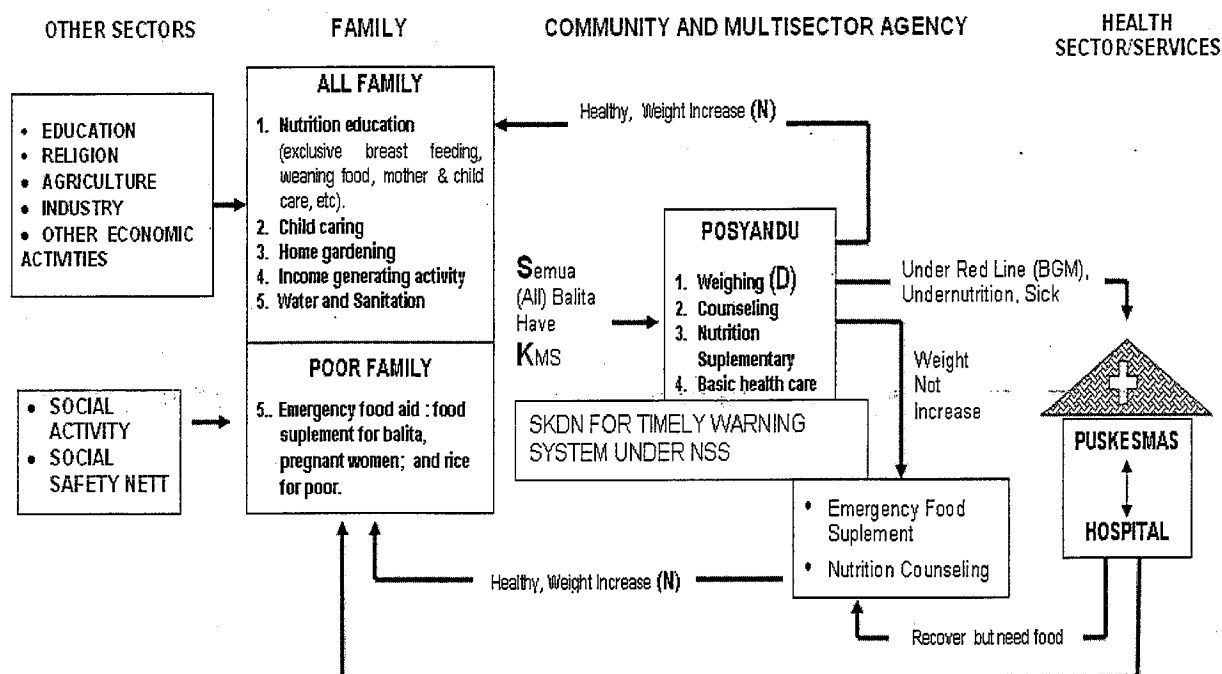 OTHER SECTORS
FAMILY
COMMUNITY AND MULTISECTOR AGENCY
HEALTH
SECTOR/SERVICES
• EDUCATION
• RELIGION
• AGRICULTURE
• INDUSTRY
• OTHER ECONOMIC
ACTIVITIES
ALL FAMILY
1. Nutrition education
(exclusive breast feeding,
weaning food, mother & child
care, etc).
2. Child caring
3. Home gardening
4. Income generating activity
5. Water and Sanitation
Healthy, Weight Increase (N)
Semua
(All) Balita
Have
KMS
POSYANDU
1. Weighing (D)
2. Counseling
3. Nutrition
Suplementary
4. Basic health care
Under Red Line (BGM),
Undernutrition, Sick
Weight
Not
Increase
• SOCIAL
ACTIVITY
• SOCIAL
SAFETY NETT
POOR FAMILY
5.. Emergency food aid : food
suplement for balita,
pregnant women; and rice
for poor.
SKDN FOR TIMELY WARNING
SYSTEM UNDER NSS
• Emergency Food
Suplement
• Nutrition Counseling
PUSKESMAS
HOSPITAL
Healthy, Weight Increase (N)
Recover but need food